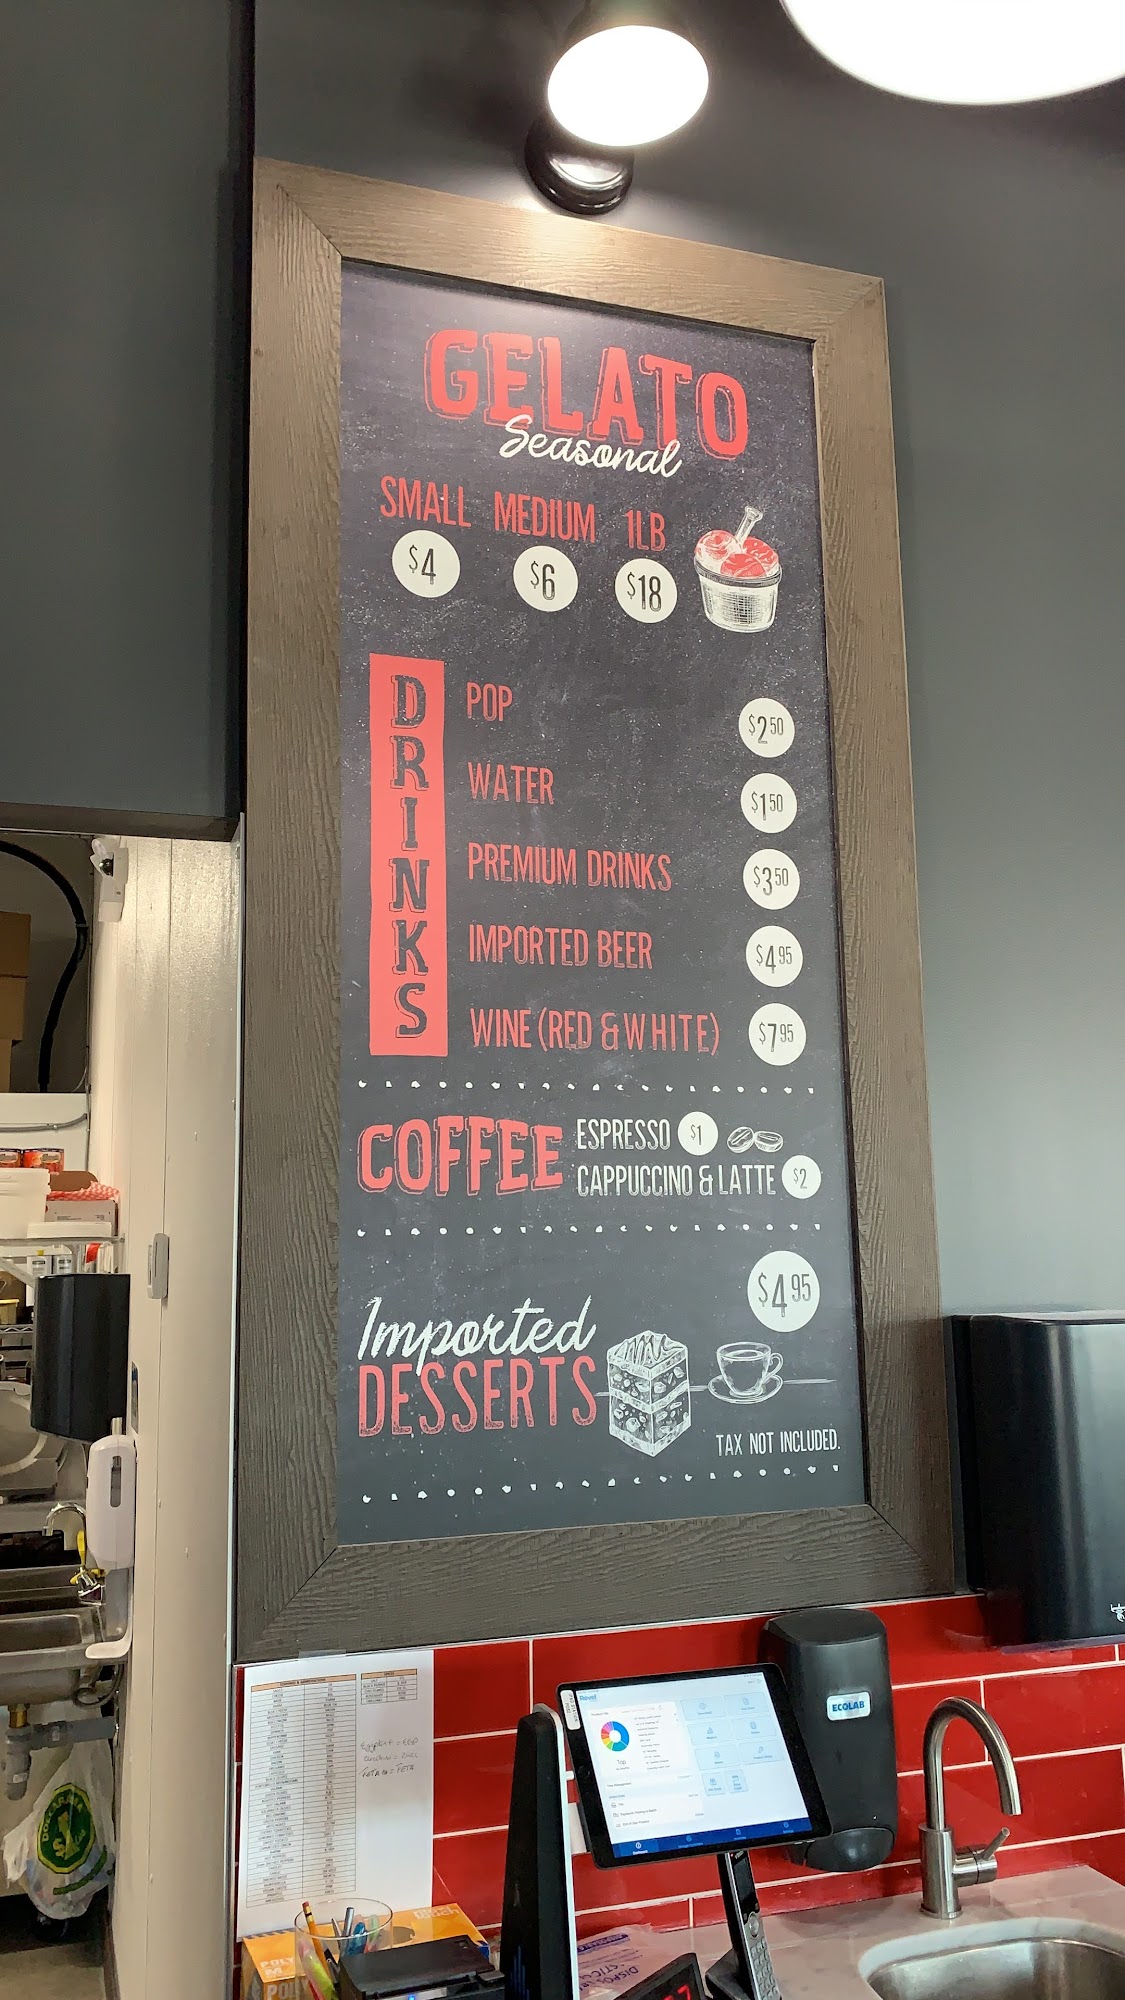 GELATO
Seasonal
SMALL MEDIUM 1LB
$4 $6 $18
DRINKS
POP $2 50
WATER $1 50
PREMIUM DRINKS $3 50
IMPORTED BEER $4 95
WINE (RED & WHITE) $7 95
COFFEE
ESPRESSO $1
CAPPUCCINO & LATTE $2
$4 95
Imported
DESSERTS
TAX NOT INCLUDED.
ECOLAB
Revel
DOLLARAMA